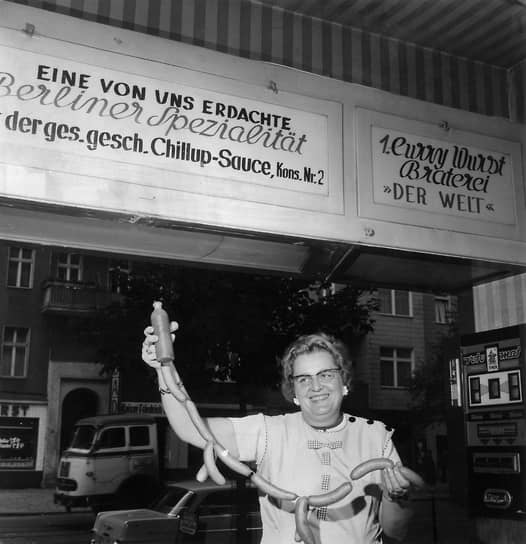 EINE VON UNS ERDACHTE
Berliner Spezialität
der ges. gesch. Chillup-Sauce, Kons. Nr. 2
1. Curry Wurst
Braterei
»DER WELT«